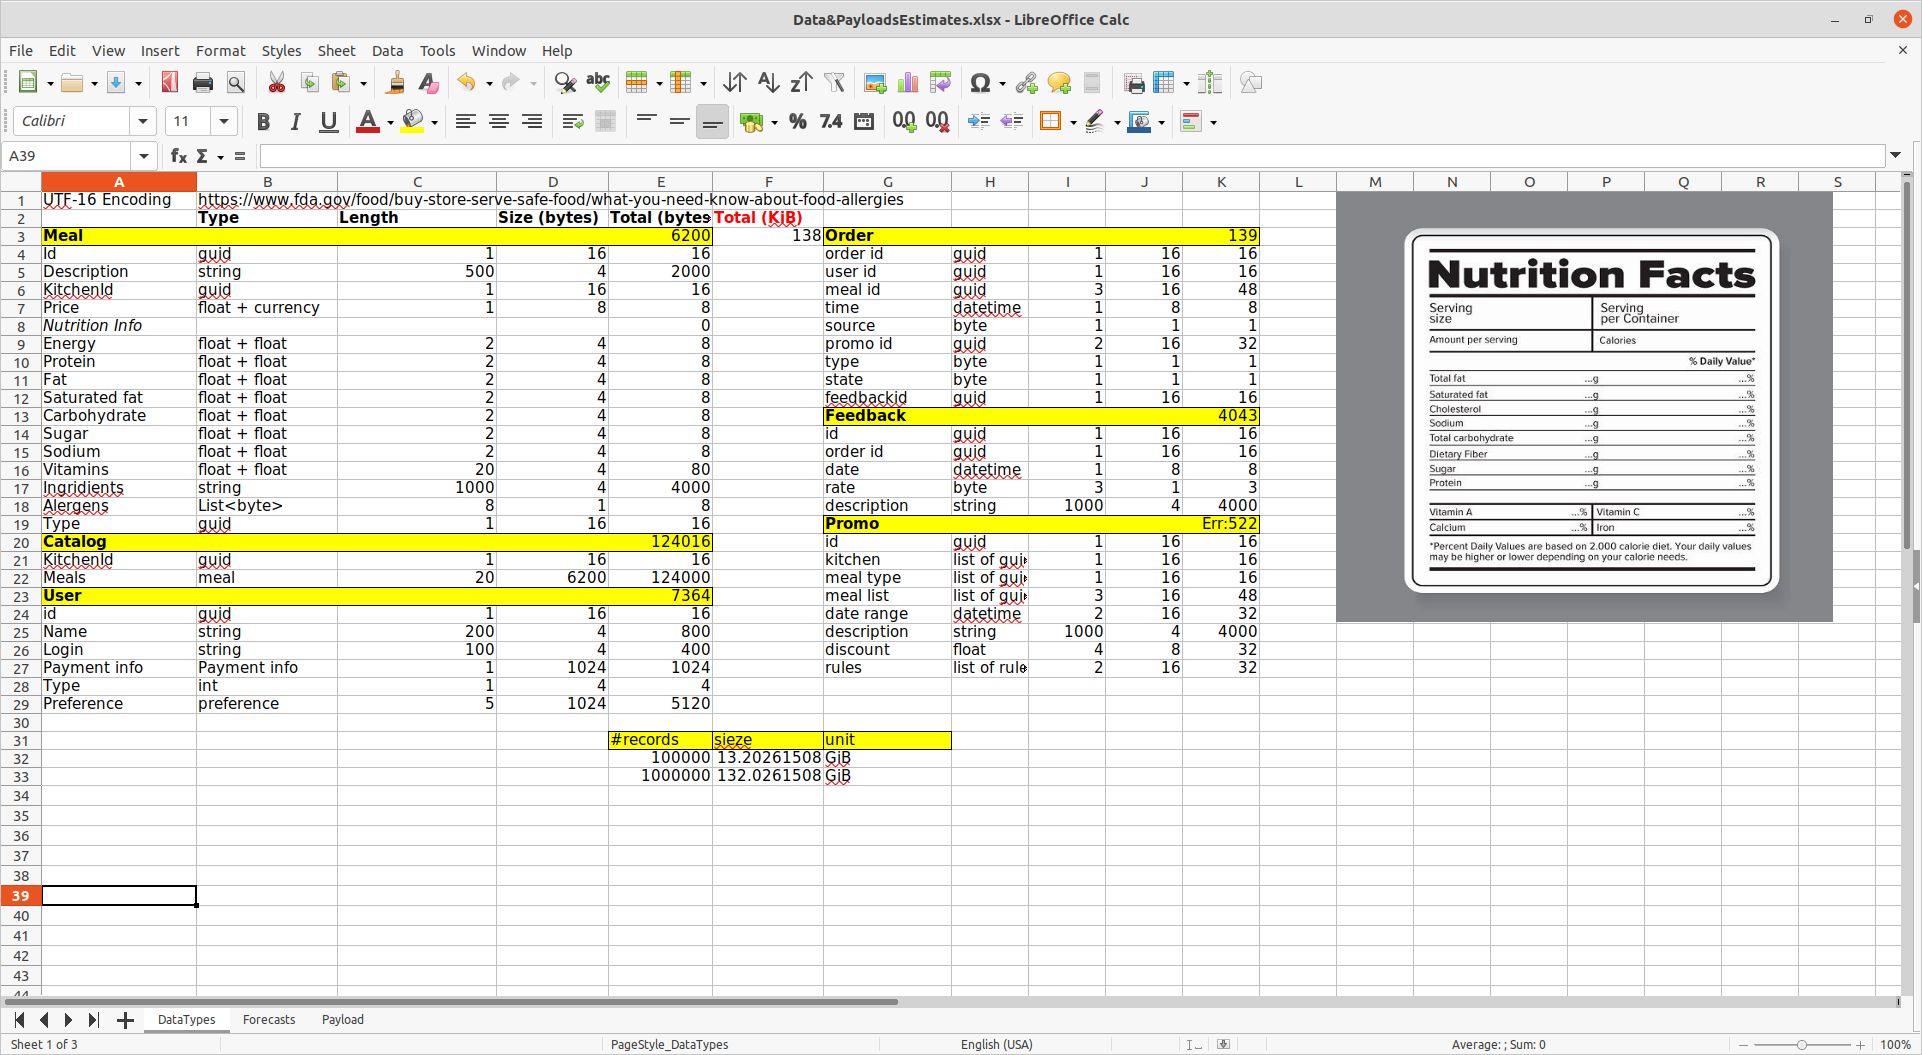 Data&PayloadsEstimates.xlsx - LibreOffice Calc
File Edit View Insert Format Styles Sheet Data Tools Window Help
Calibri 11
A39
A B C D E F G H I J K L M N O P Q R S
1 UTF-16 Encoding https://www.fda.gov/food/buy-store-serve-safe-food/what-you-need-know-about-food-allergies
2 Type Length Size (bytes) Total (bytes Total (KiB)
3 Meal 6200 138 Order 139
4 Id guid 1 16 16 order id guid 1 16 16
5 Description string 500 4 2000 user id guid 1 16 16
6 KitchenId guid 1 16 16 meal id guid 3 16 48
7 Price float + currency 1 8 8 time datetime 1 8 8
8 Nutrition Info 0 source byte 1 1 1
9 Energy float + float 2 4 8 promo id guid 2 16 32
10 Protein float + float 2 4 8 type byte 1 1 1
11 Fat float + float 2 4 8 state byte 1 1 1
12 Saturated fat float + float 2 4 8 feedbackid guid 1 16 16
13 Carbohydrate float + float 2 4 8 Feedback 4043
14 Sugar float + float 2 4 8 id guid 1 16 16
15 Sodium float + float 2 4 8 order id guid 1 16 16
16 Vitamins float + float 20 4 80 date datetime 1 8 8
17 Ingridients string 1000 4 4000 rate byte 3 1 3
18 Alergens List<byte> 8 1 8 description string 1000 4 4000
19 Type guid 1 16 16 Promo Err:522
20 Catalog 124016 id guid 1 16 16
21 KitchenId guid 1 16 16 kitchen list of gui 1 16 16
22 Meals meal 20 6200 124000 meal type list of gui 1 16 16
23 User 7364 meal list list of gui 3 16 48
24 id guid 1 16 16 date range datetime 2 16 32
25 Name string 200 4 800 description string 1000 4 4000
26 Login string 100 4 400 discount float 4 8 32
27 Payment info Payment info 1 1024 1024 rules list of rule 2 16 32
28 Type int 1 4 4
29 Preference preference 5 1024 5120
30
31 #records sieze unit
32 100000 13.20261508 GiB
33 1000000 132.0261508 GiB
34
35
36
37
38
39
40
41
42
43
44
Nutrition Facts
Serving size Serving per Container
Amount per serving Calories
% Daily Value*
Total fat ...g ...%
Saturated fat ...g ...%
Cholesterol ...g ...%
Sodium ...g ...%
Total carbohydrate ...g ...%
Dietary Fiber ...g ...%
Sugar ...g ...%
Protein ...g ...%
Vitamin A ...% Vitamin C ...%
Calcium ...% Iron ...%
*Percent Daily Values are based on 2.000 calorie diet. Your daily values
may be higher or lower depending on your calorie needs.
DataTypes Forecasts Payload
Sheet 1 of 3 PageStyle_DataTypes English (USA) Average: ; Sum: 0 100%